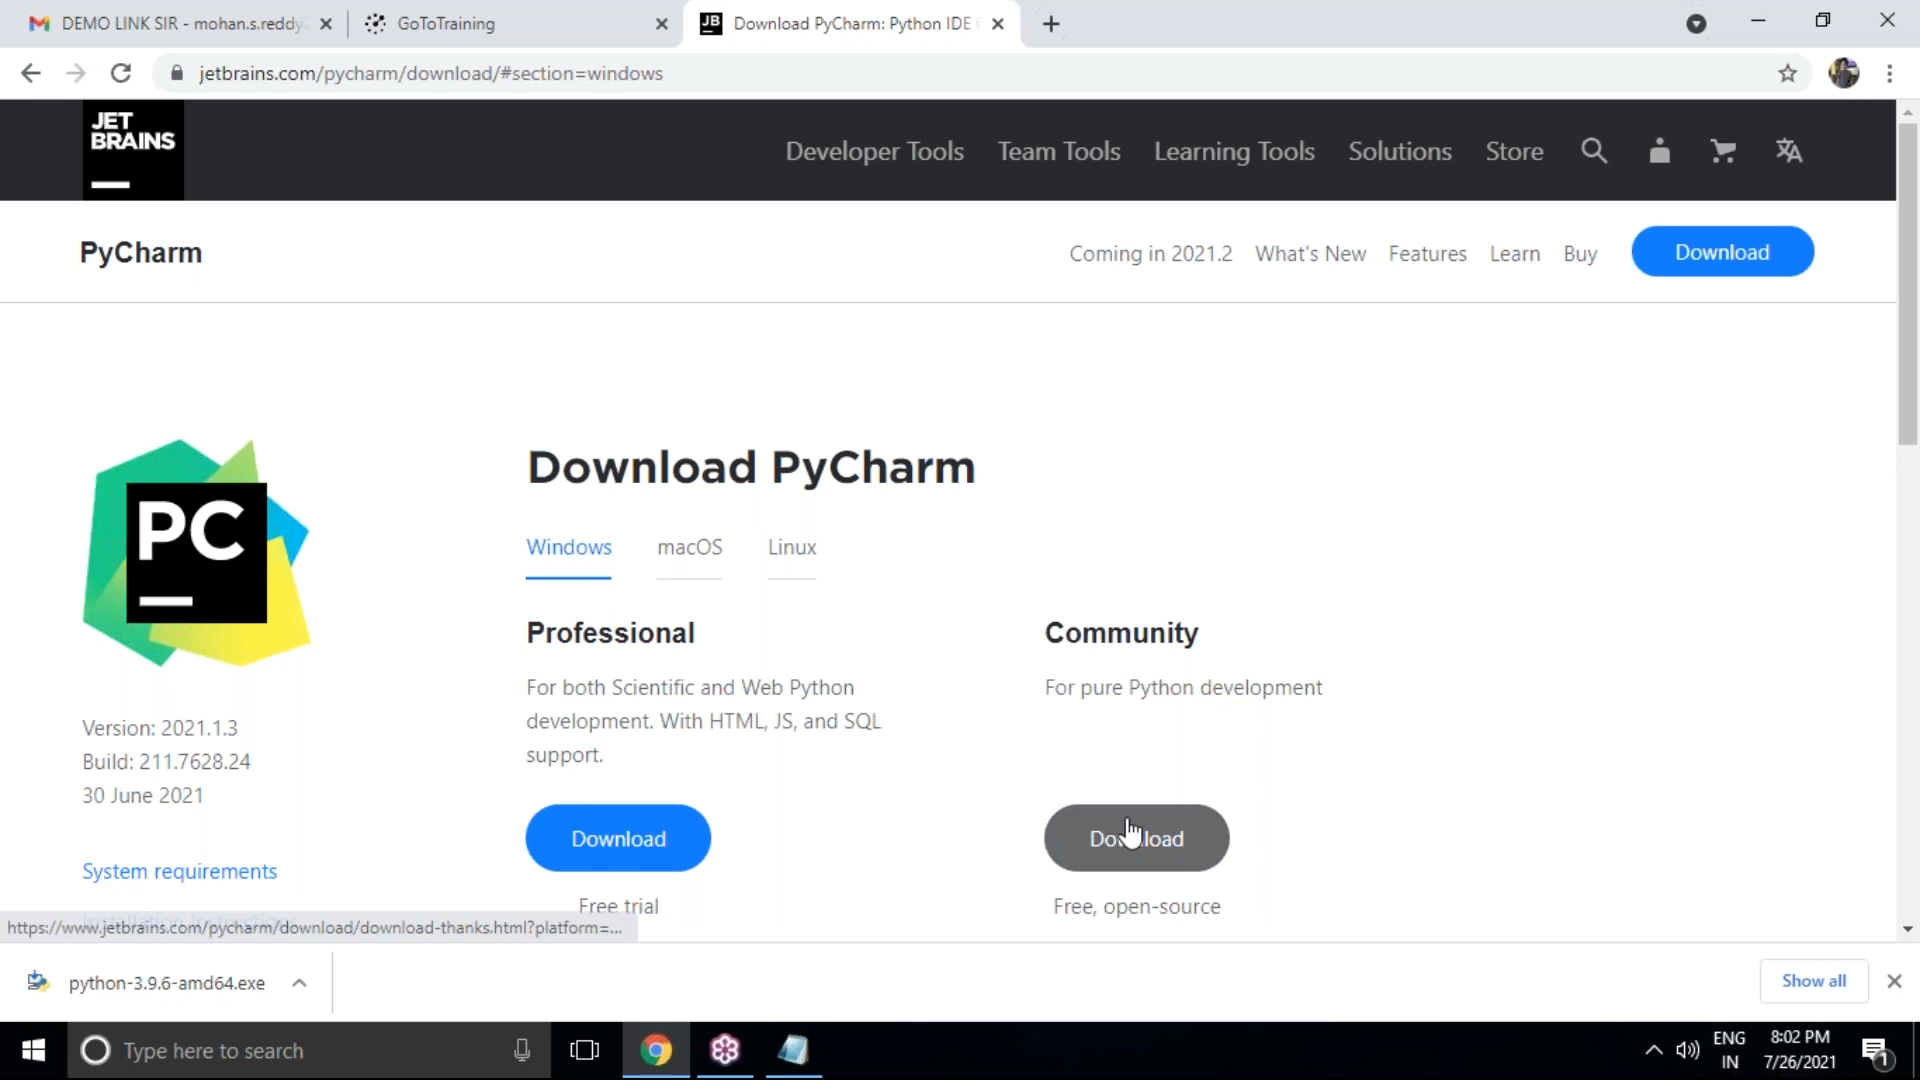 DEMO LINK SIR - mohan.s.reddy
GoToTraining
JB
Download PyCharm: Python IDE
jetbrains.com/pycharm/download/#section=windows
JET
BRAINS
Developer Tools
Team Tools
Learning Tools
Solutions
Store
PyCharm
Coming in 2021.2
What's New
Features
Learn
Buy
Download
PC
Download PyCharm
Windows
macOS
Linux
Professional
Community
For both Scientific and Web Python
development. With HTML, JS, and SQL
support.
For pure Python development
Version: 2021.1.3
Build: 211.7628.24
30 June 2021
Download
Download
System requirements
Free trial
Free, open-source
Installation Instructions
https://www.jetbrains.com/pycharm/download/download-thanks.html?platform=...
python-3.9.6-amd64.exe
Show all
Type here to search
ENG
IN
8:02 PM
7/26/2021
1